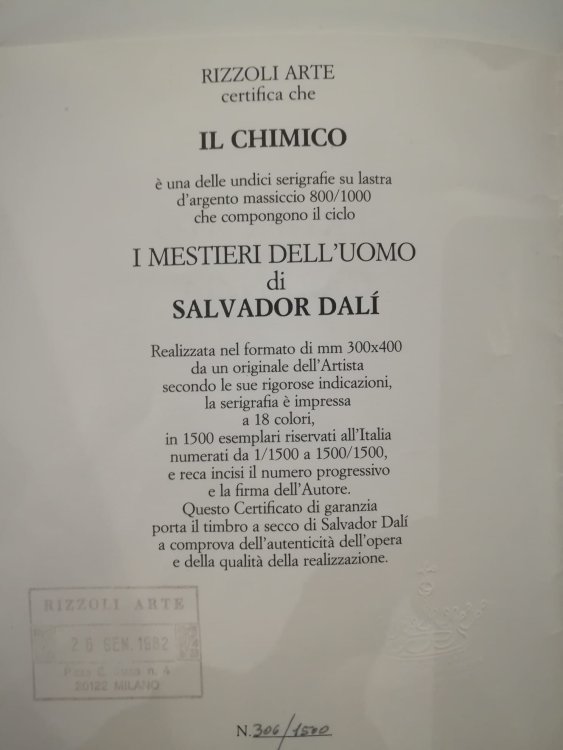 RIZZOLI ARTE
certifica che
IL CHIMICO
è una delle undici serigrafie su lastra
d'argento massiccio 800/1000
che compongono il ciclo
I MESTIERI DELL'UOMO
di
SALVADOR DALÍ
Realizzata nel formato di mm 300x400
da un originale dell'Artista
secondo le sue rigorose indicazioni,
la serigrafia è impressa
a 18 colori,
in 1500 esemplari riservati all'Italia
numerati da 1/1500 a 1500/1500,
e reca incisi il numero progressivo
e la firma dell'Autore.
Questo Certificato di garanzia
porta il timbro a secco di Salvador Dalí
a comprova dell'autenticità dell'opera
e della qualità della realizzazione.
RIZZOLI ARTE
26 GEN. 1982
n. 4
20122 MILANO
N. 306/1500